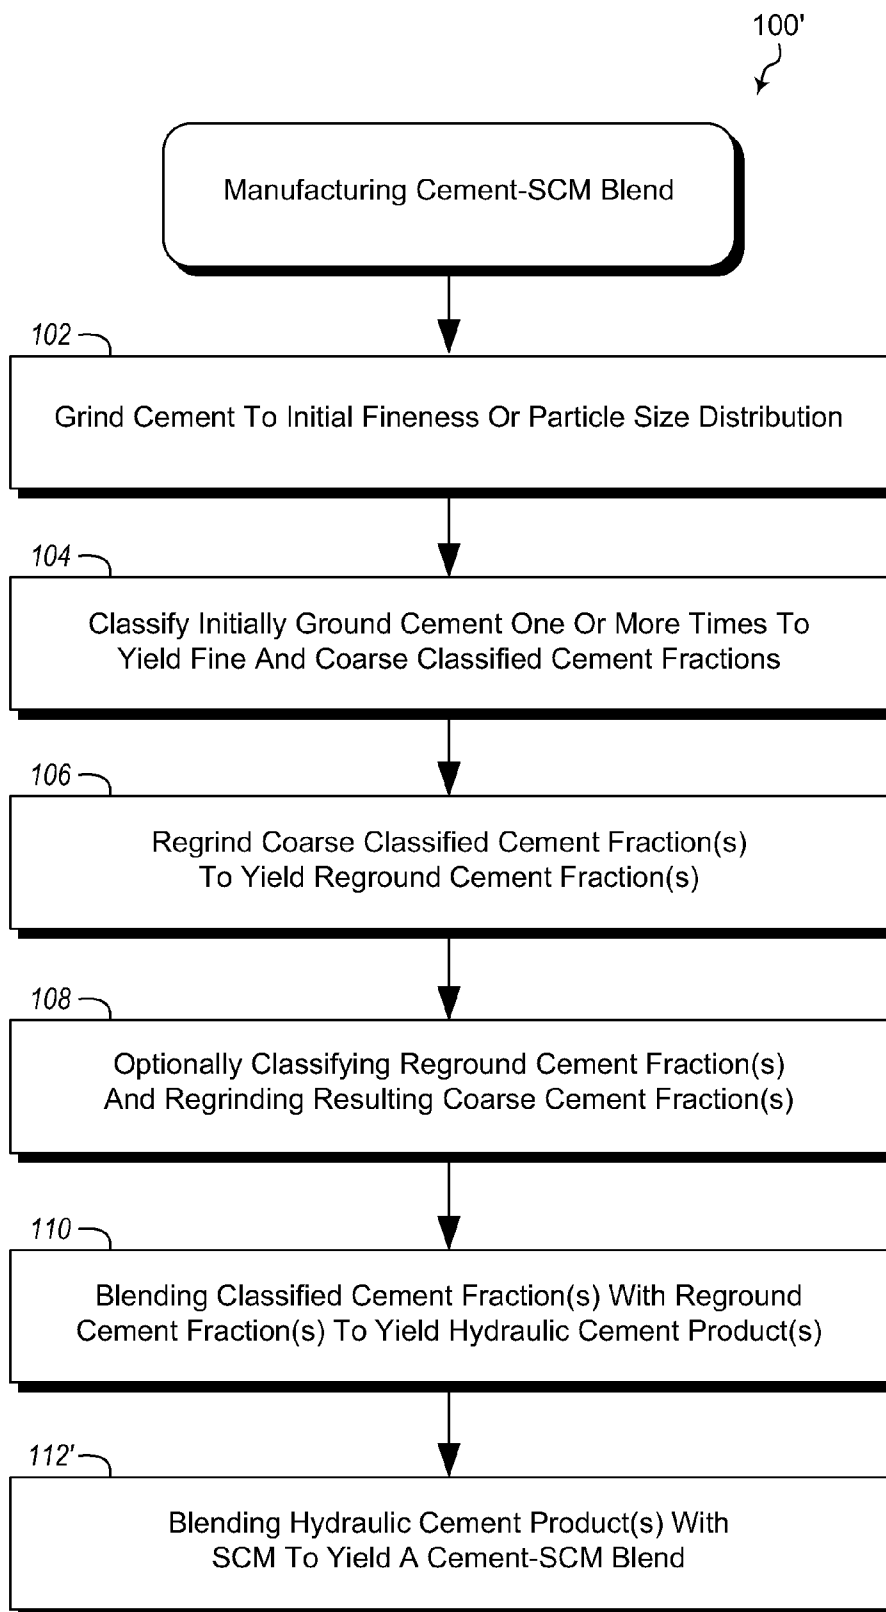 100'
Manufacturing Cement-SCM Blend
102
Grind Cement To Initial Fineness Or Particle Size Distribution
104
Classify Initially Ground Cement One Or More Times To
Yield Fine And Coarse Classified Cement Fractions
106
Regrind Coarse Classified Cement Fraction(s)
To Yield Reground Cement Fraction(s)
108
Optionally Classifying Reground Cement Fraction(s)
And Regrinding Resulting Coarse Cement Fraction(s)
110
Blending Classified Cement Fraction(s) With Reground
Cement Fraction(s) To Yield Hydraulic Cement Product(s)
112'
Blending Hydraulic Cement Product(s) With
SCM To Yield A Cement-SCM Blend